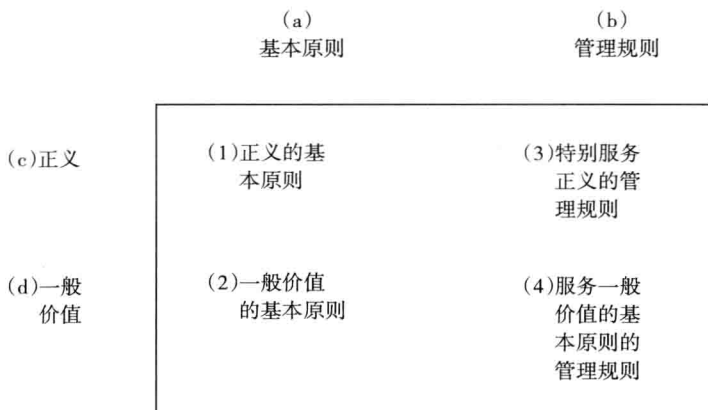 (a)
(b)
基本原则
管理规则
(c)正义
(1)正义的基
本原则
(3)特别服务
正义的管
理规则
(d)一般
价值
(2)一般价值
的基本原则
(4)服务一般
价值的基
本原则的
管理规则